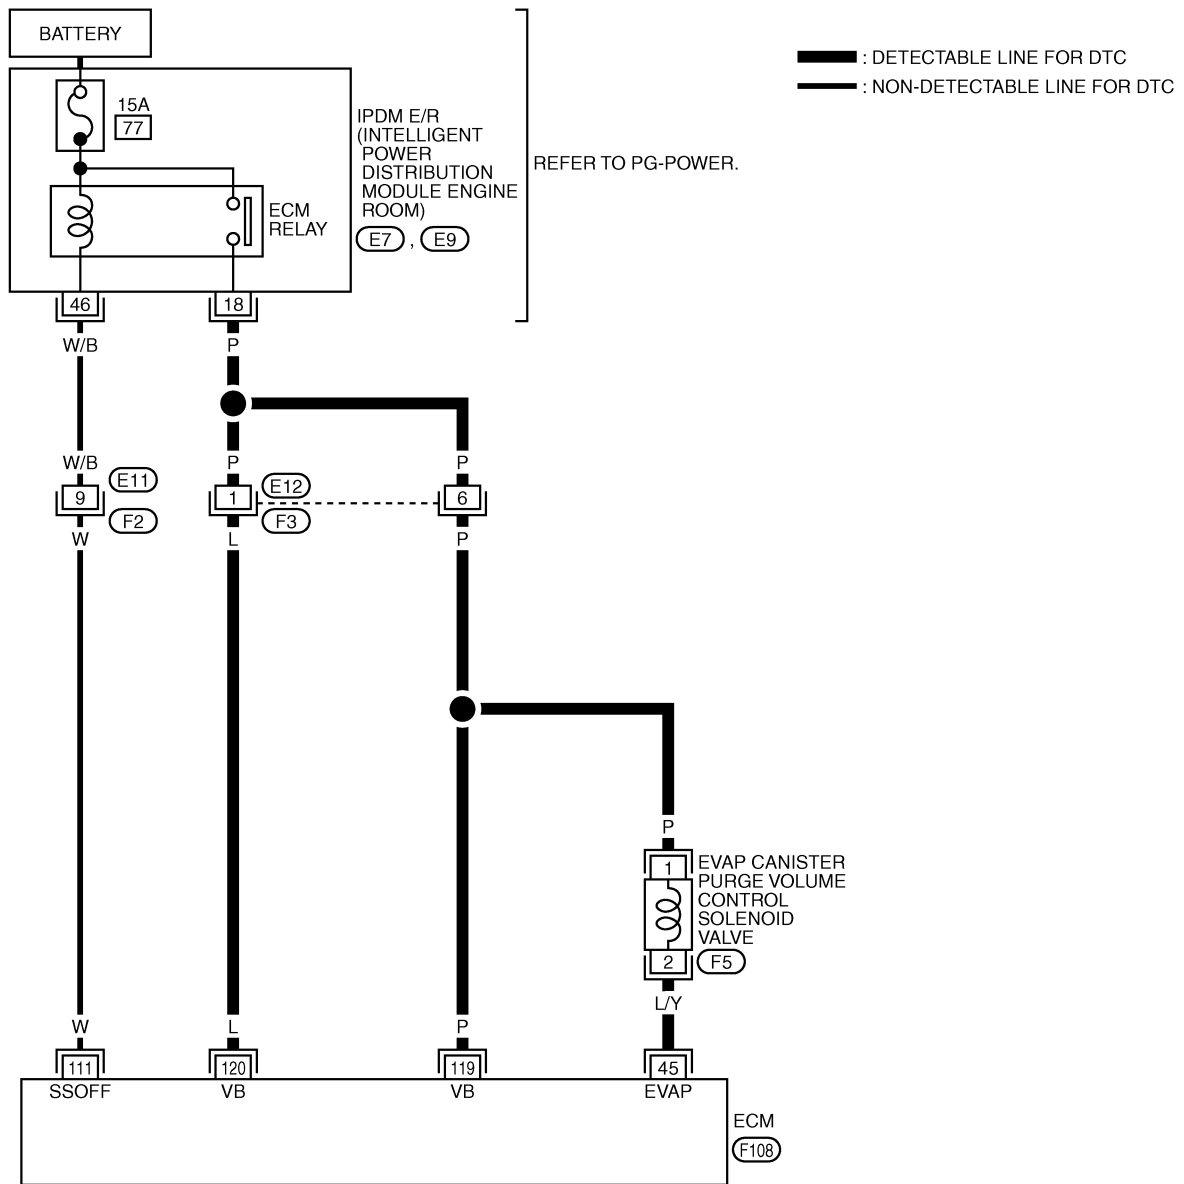 BATTERY
: DETECTABLE LINE FOR DTC
: NON-DETECTABLE LINE FOR DTC
15A
77
IPDM E/R
(INTELLIGENT
POWER
DISTRIBUTION
MODULE ENGINE
ROOM)
E7 , E9
REFER TO PG-POWER.
ECM
RELAY
46
18
W/B
P
W/B
P
P
9
E11
F2
1
E12
F3
6
W
L
P
P
1
EVAP CANISTER
PURGE VOLUME
CONTROL
SOLENOID
VALVE
2
F5
L/Y
W
L
P
111
120
119
45
SSOFF
VB
VB
EVAP
ECM
F108